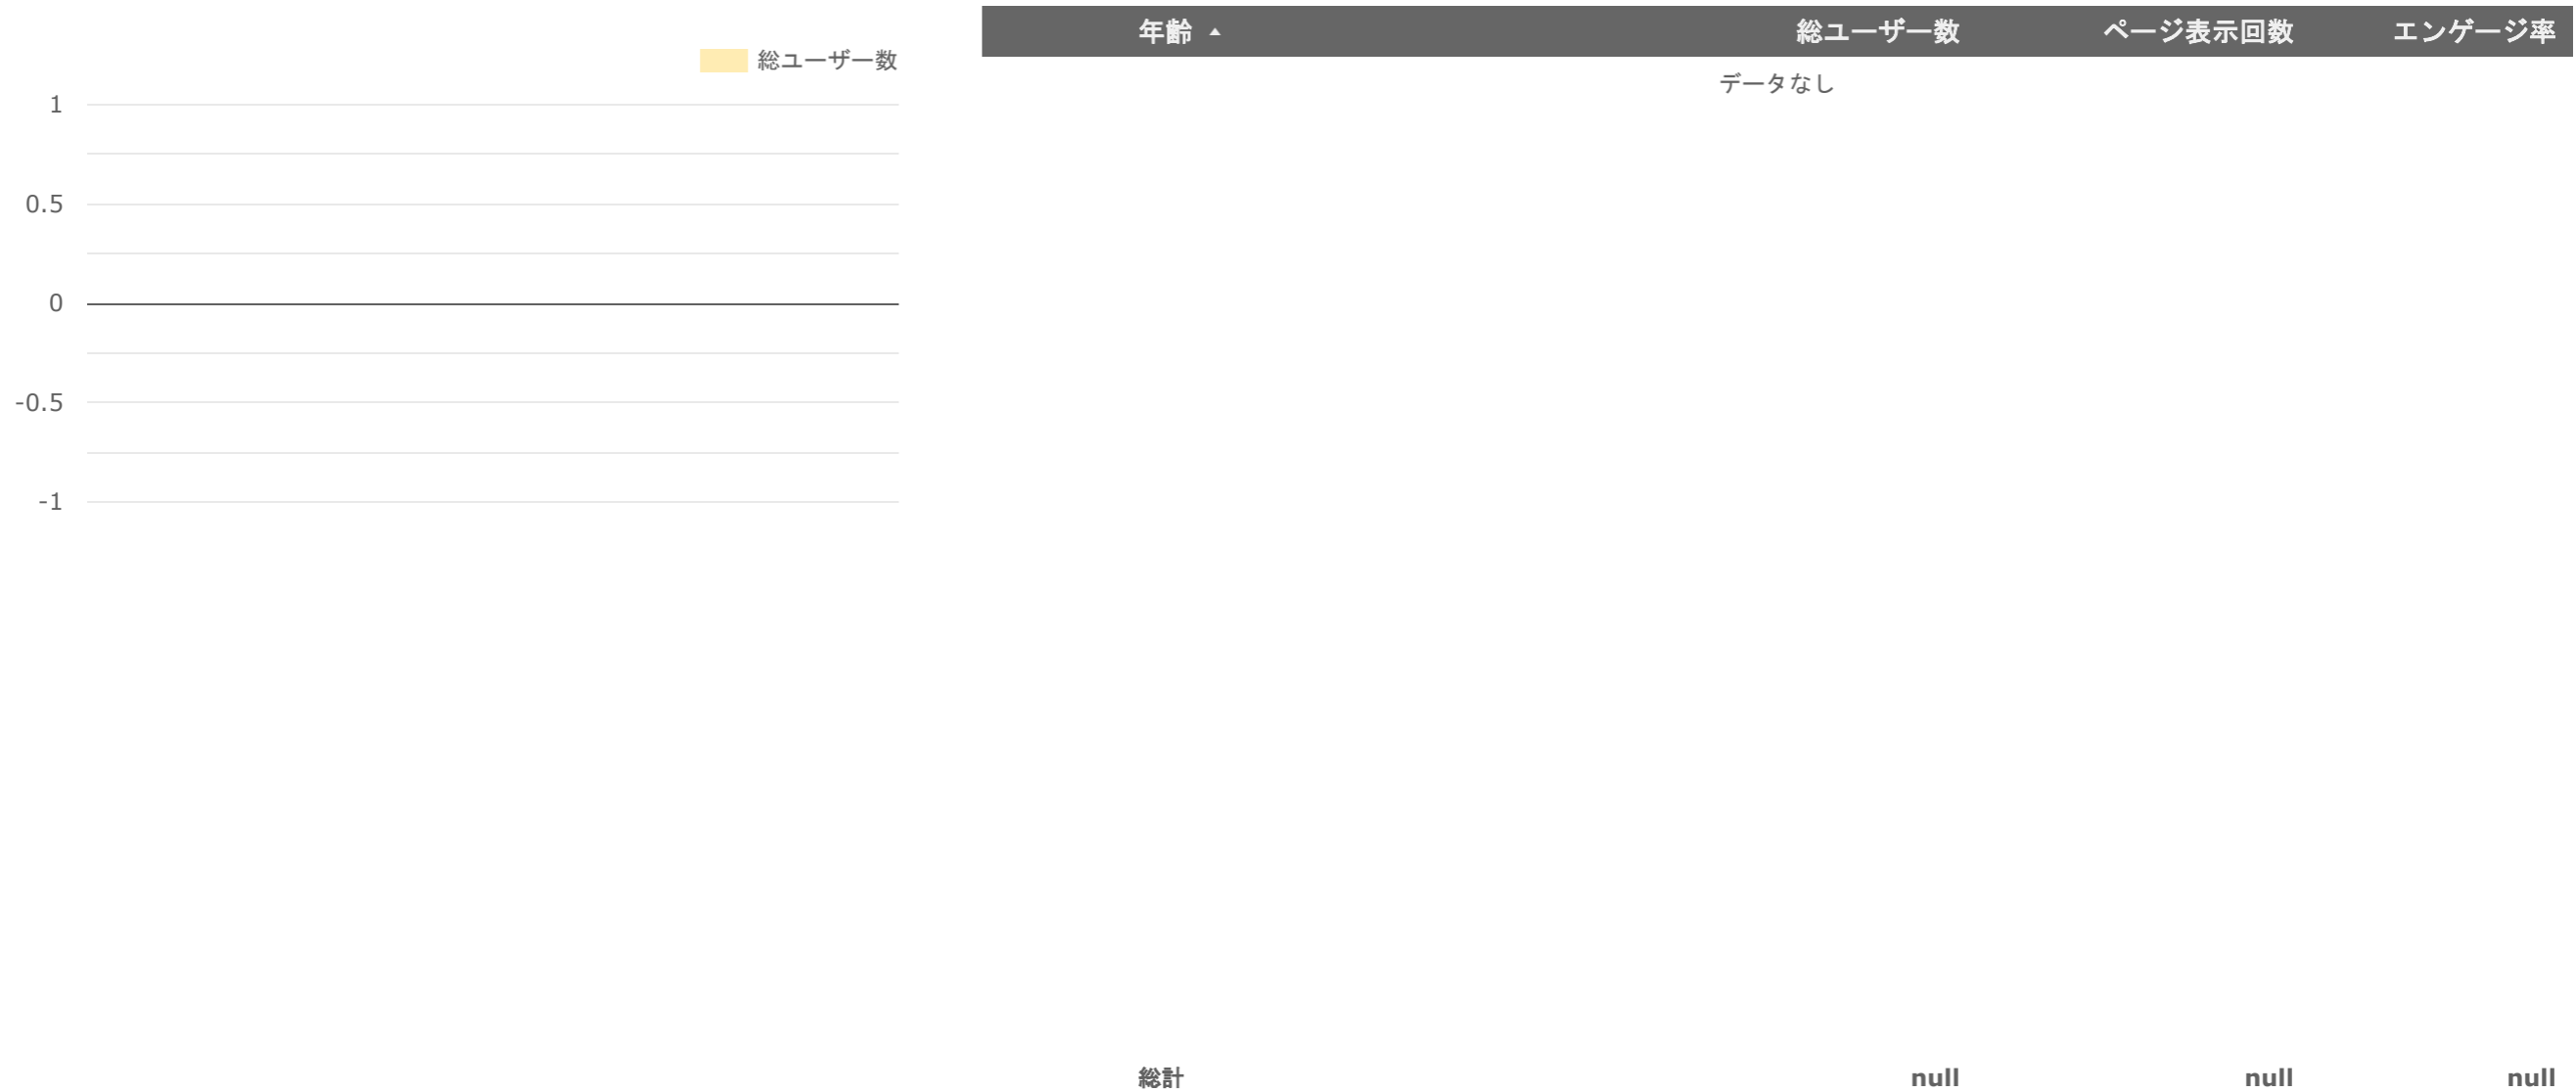 総ユーザー数
1
0.5
0
-0.5
-1
年齢 ▲ 総ユーザー数 ページ表示回数 エンゲージ率
データなし
総計 null null null